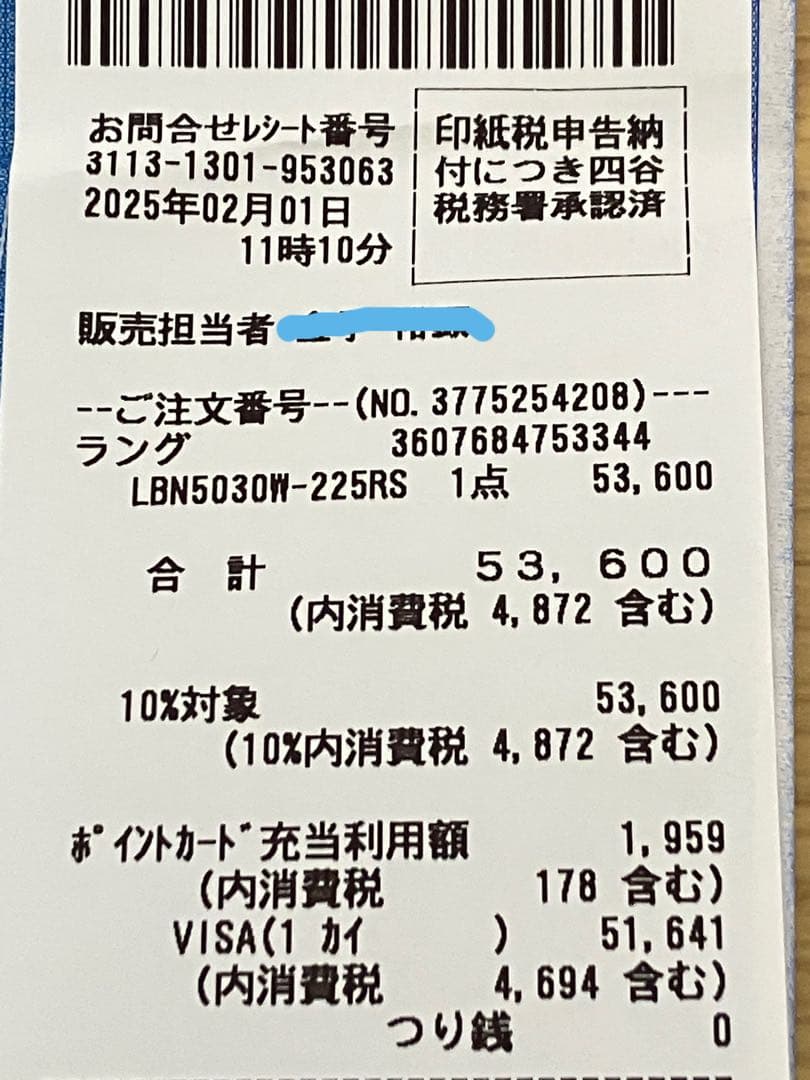 お問合せﾚｼｰﾄ番号
3113-1301-953063
2025年02月01日
11時10分
印紙税申告納
付につき四谷
税務署承認済
販売担当者
--ご注文番号--(NO.3775254208)---
ラング 3607684753344
LBN5030W-225RS 1点 53,600
合 計 53,600
(内消費税 4,872 含む)
10%対象 53,600
(10%内消費税 4,872 含む)
ﾎﾟｲﾝﾄｶｰﾄﾞ充当利用額 1,959
(内消費税 178 含む)
VISA(1 ｶｲ ) 51,641
(内消費税 4,694 含む)
つり銭 0